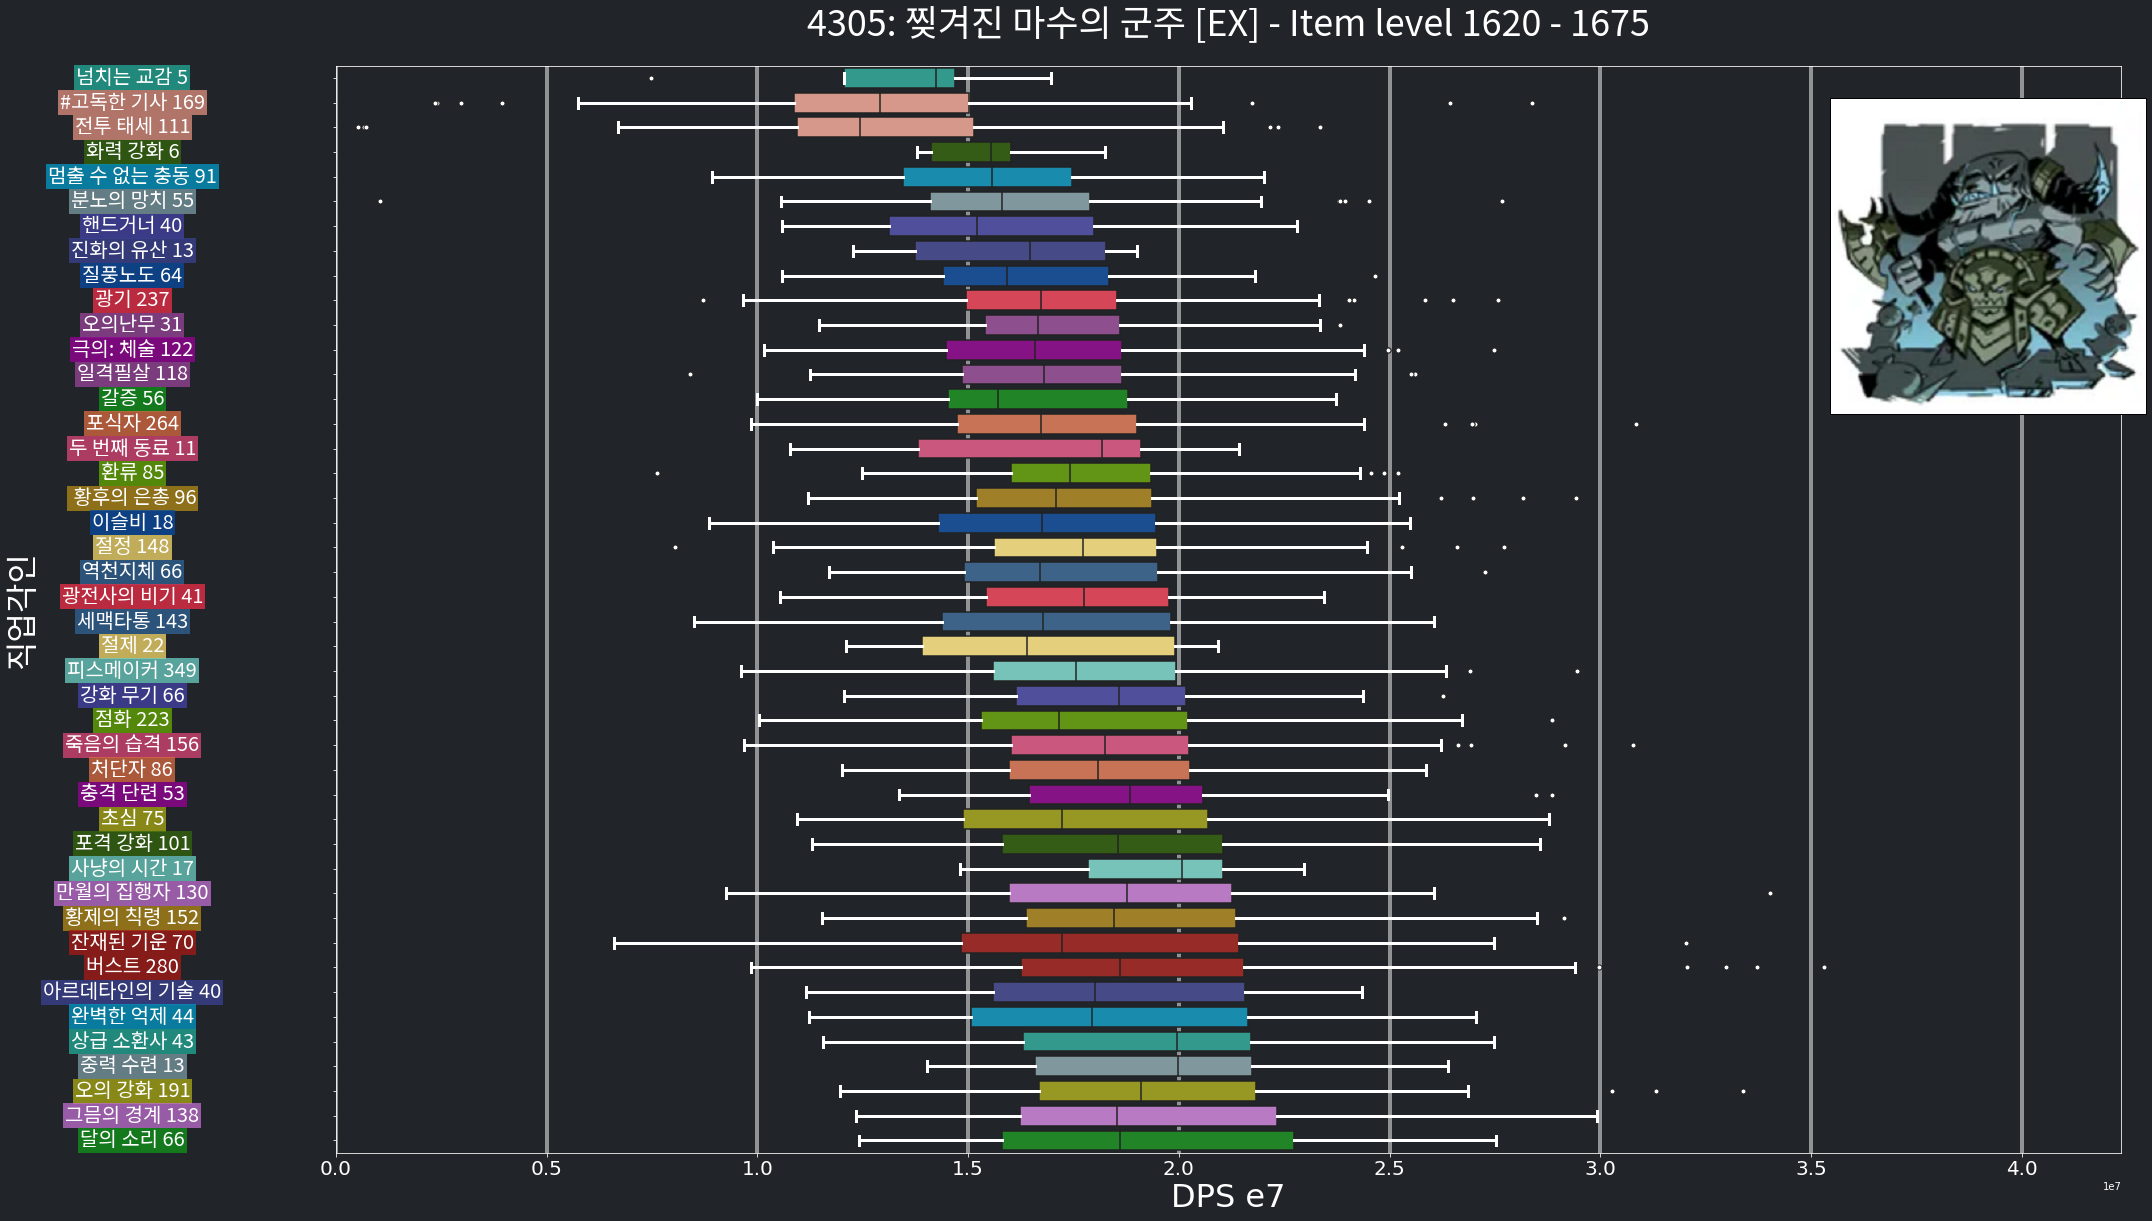 4305: 찢겨진 마수의 군주 [EX] - Item level 1620 - 1675
넘치는 교감 5
#고독한 기사 169
전투 태세 111
화력 강화 6
멈출 수 없는 충동 91
분노의 망치 55
핸드거너 40
진화의 유산 13
질풍노도 64
광기 237
오의난무 31
극의: 체술 122
일격필살 118
갈증 56
포식자 264
두 번째 동료 11
환류 85
황후의 은총 96
이슬비 18
절정 148
역천지체 66
광전사의 비기 41
세맥타통 143
절제 22
피스메이커 349
강화 무기 66
점화 223
죽음의 습격 156
처단자 86
충격 단련 53
초심 75
포격 강화 101
사냥의 시간 17
만월의 집행자 130
황제의 칙령 152
잔재된 기운 70
버스트 280
아르데타인의 기술 40
완벽한 억제 44
상급 소환사 43
중력 수련 13
오의 강화 191
그믐의 경계 138
달의 소리 66
직업각인
0.0 0.5 1.0 1.5 2.0 2.5 3.0 3.5 4.0
1e7
DPS e7